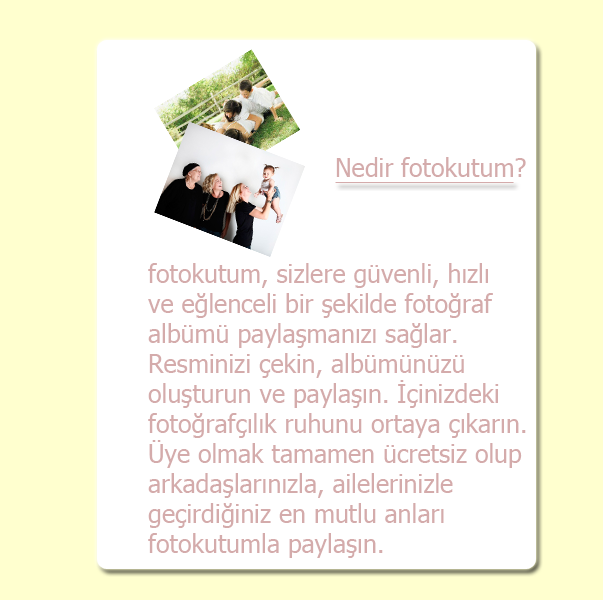 Nedir fotokutum?
fotokutum, sizlere güvenli, hızlı
ve eğlenceli bir şekilde fotoğraf
albümü paylaşmanızı sağlar.
Resminizi çekin, albümünüzü
oluşturun ve paylaşın. İçinizdeki
fotoğrafçılık ruhunu ortaya çıkarın.
Üye olmak tamamen ücretsiz olup
arkadaşlarınızla, ailelerinizle
geçirdiğiniz en mutlu anları
fotokutumla paylaşın.